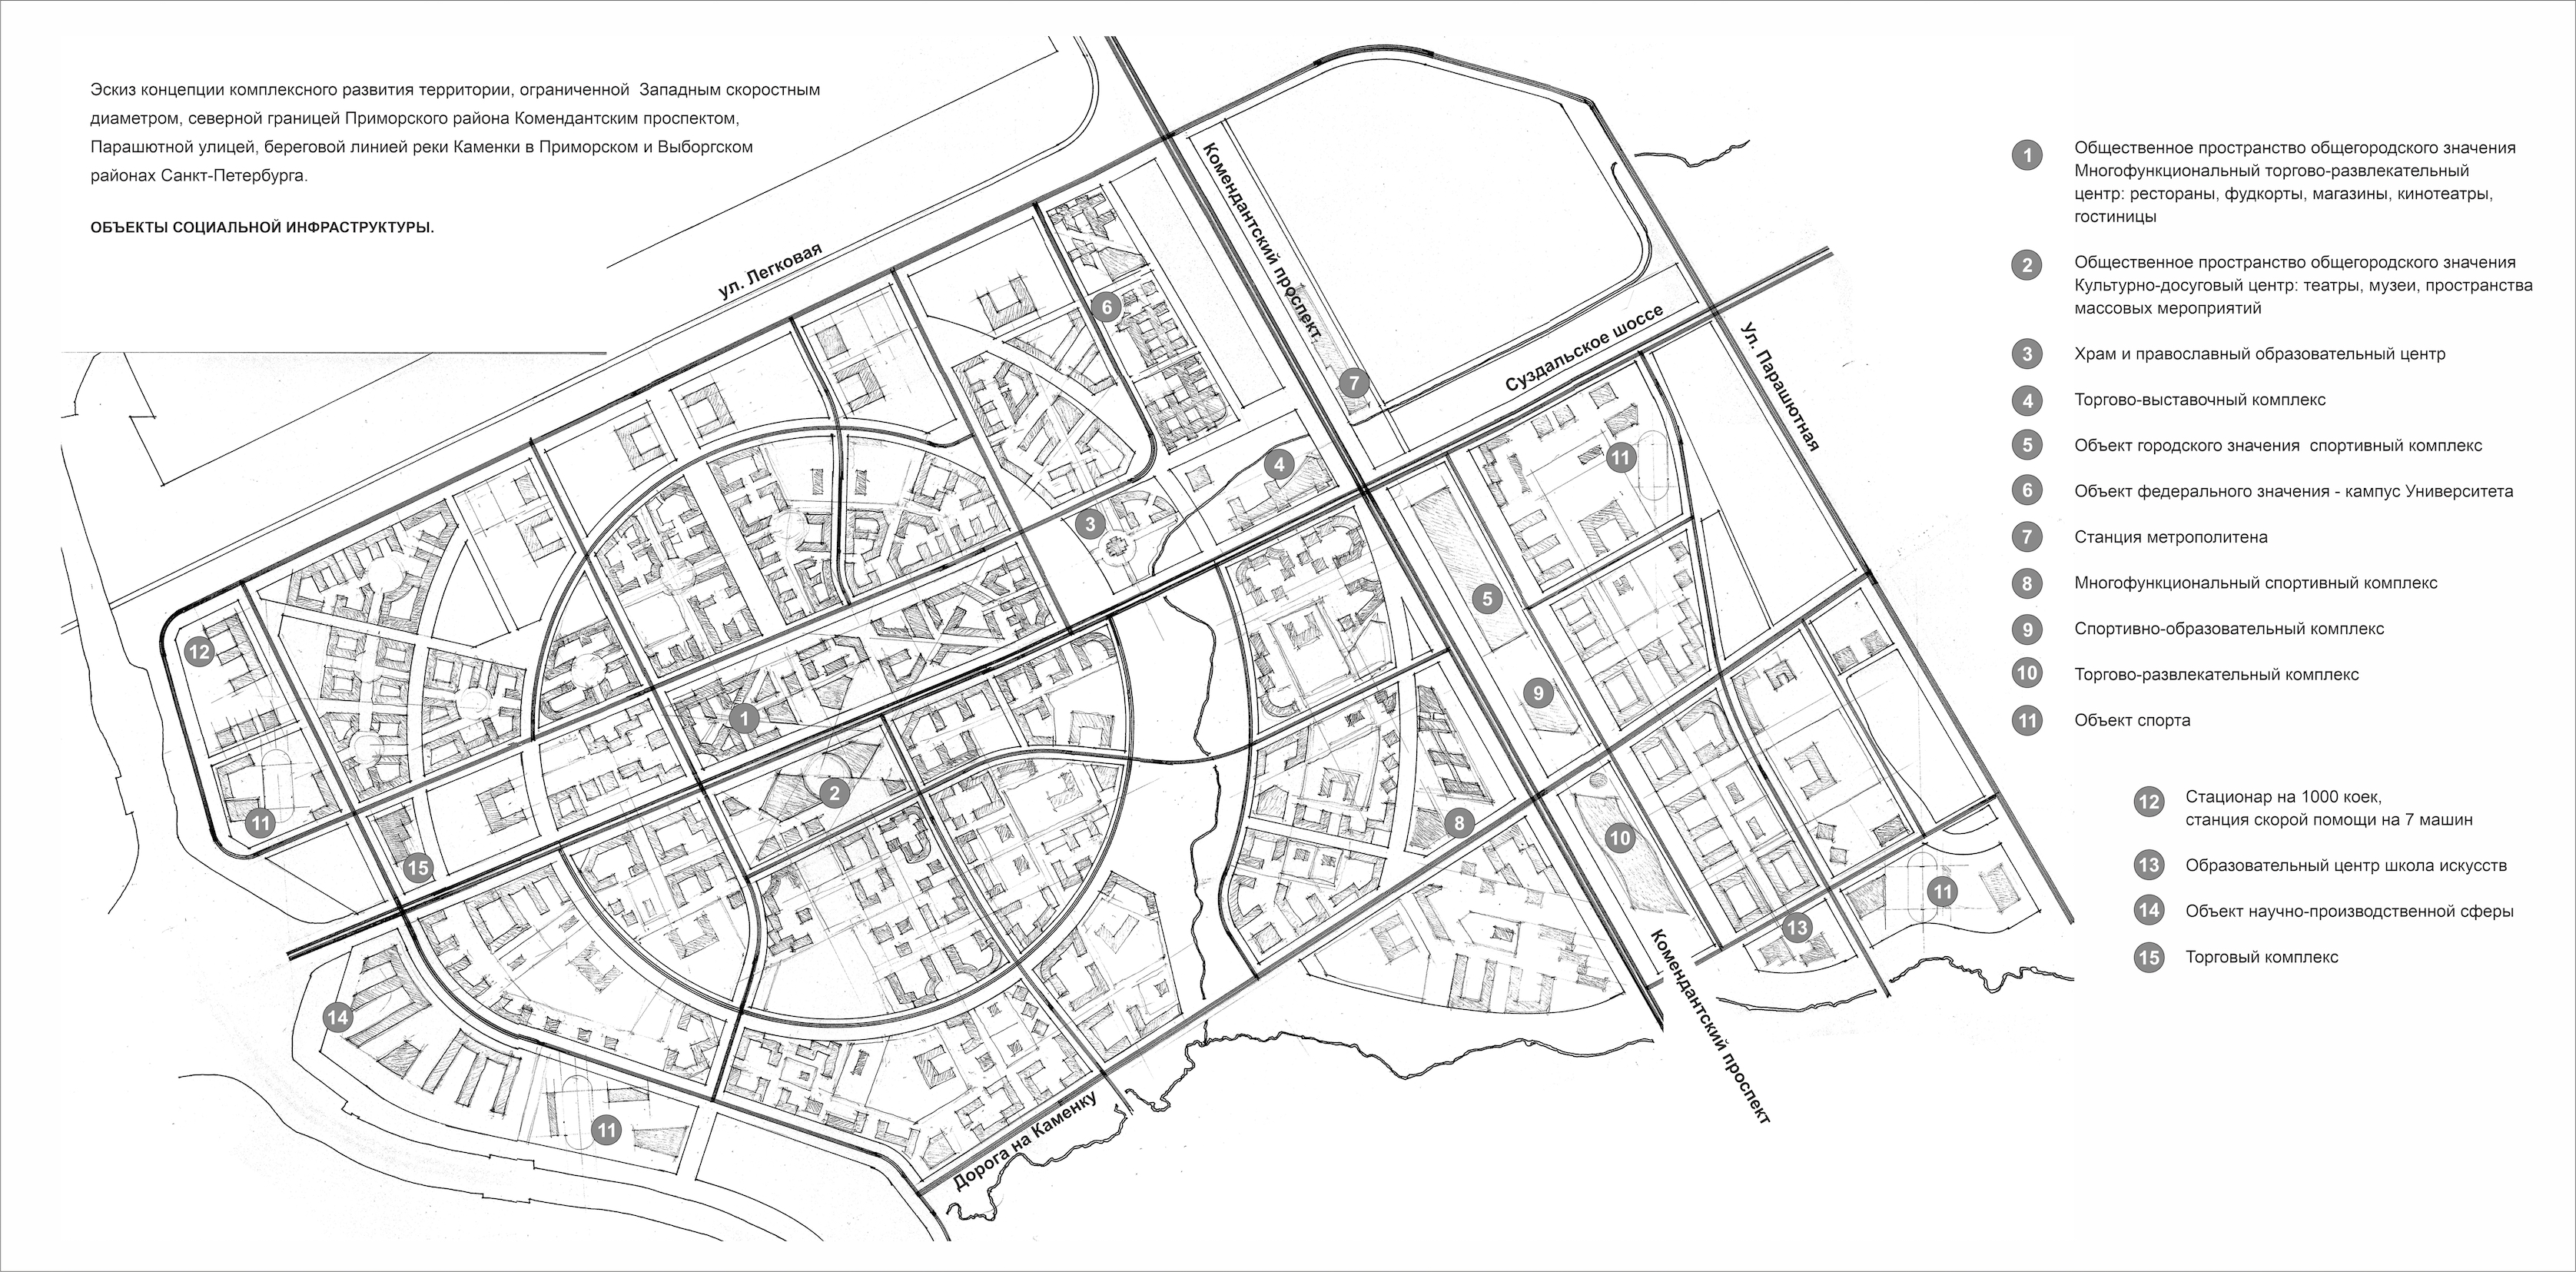 Эскиз концепции комплексного развития территории, ограниченной  Западным скоростным
диаметром, северной границей Приморского района Комендантским проспектом,
Парашютной улицей, береговой линией реки Каменки в Приморском и Выборгском
районах Санкт-Петербурга.
ОБЪЕКТЫ СОЦИАЛЬНОЙ ИНФРАСТРУКТУРЫ.
ул. Легковая
Комендантский проспект
Суздальское шоссе
Ул. Парашютная
Комендантский проспект
Дорога на Каменку
6
7
4
11
3
5
12
9
1
2
8
10
11
15
11
13
14
11
1
Общественное пространство общегородского значения
Многофункциональный торгово-развлекательный
центр: рестораны, фудкорты, магазины, кинотеатры,
гостиницы
2
Общественное пространство общегородского значения
Культурно-досуговый центр: театры, музеи, пространства
массовых мероприятий
3 Храм и православный образовательный центр
4 Торгово-выставочный комплекс
5 Объект городского значения  спортивный комплекс
6 Объект федерального значения - кампус Университета
7 Станция метрополитена
8 Многофункциональный спортивный комплекс
9 Спортивно-образовательный комплекс
10 Торгово-развлекательный комплекс
11 Объект спорта
12 Стационар на 1000 коек,
станция скорой помощи на 7 машин
13 Образовательный центр школа искусств
14 Объект научно-производственной сферы
15 Торговый комплекс